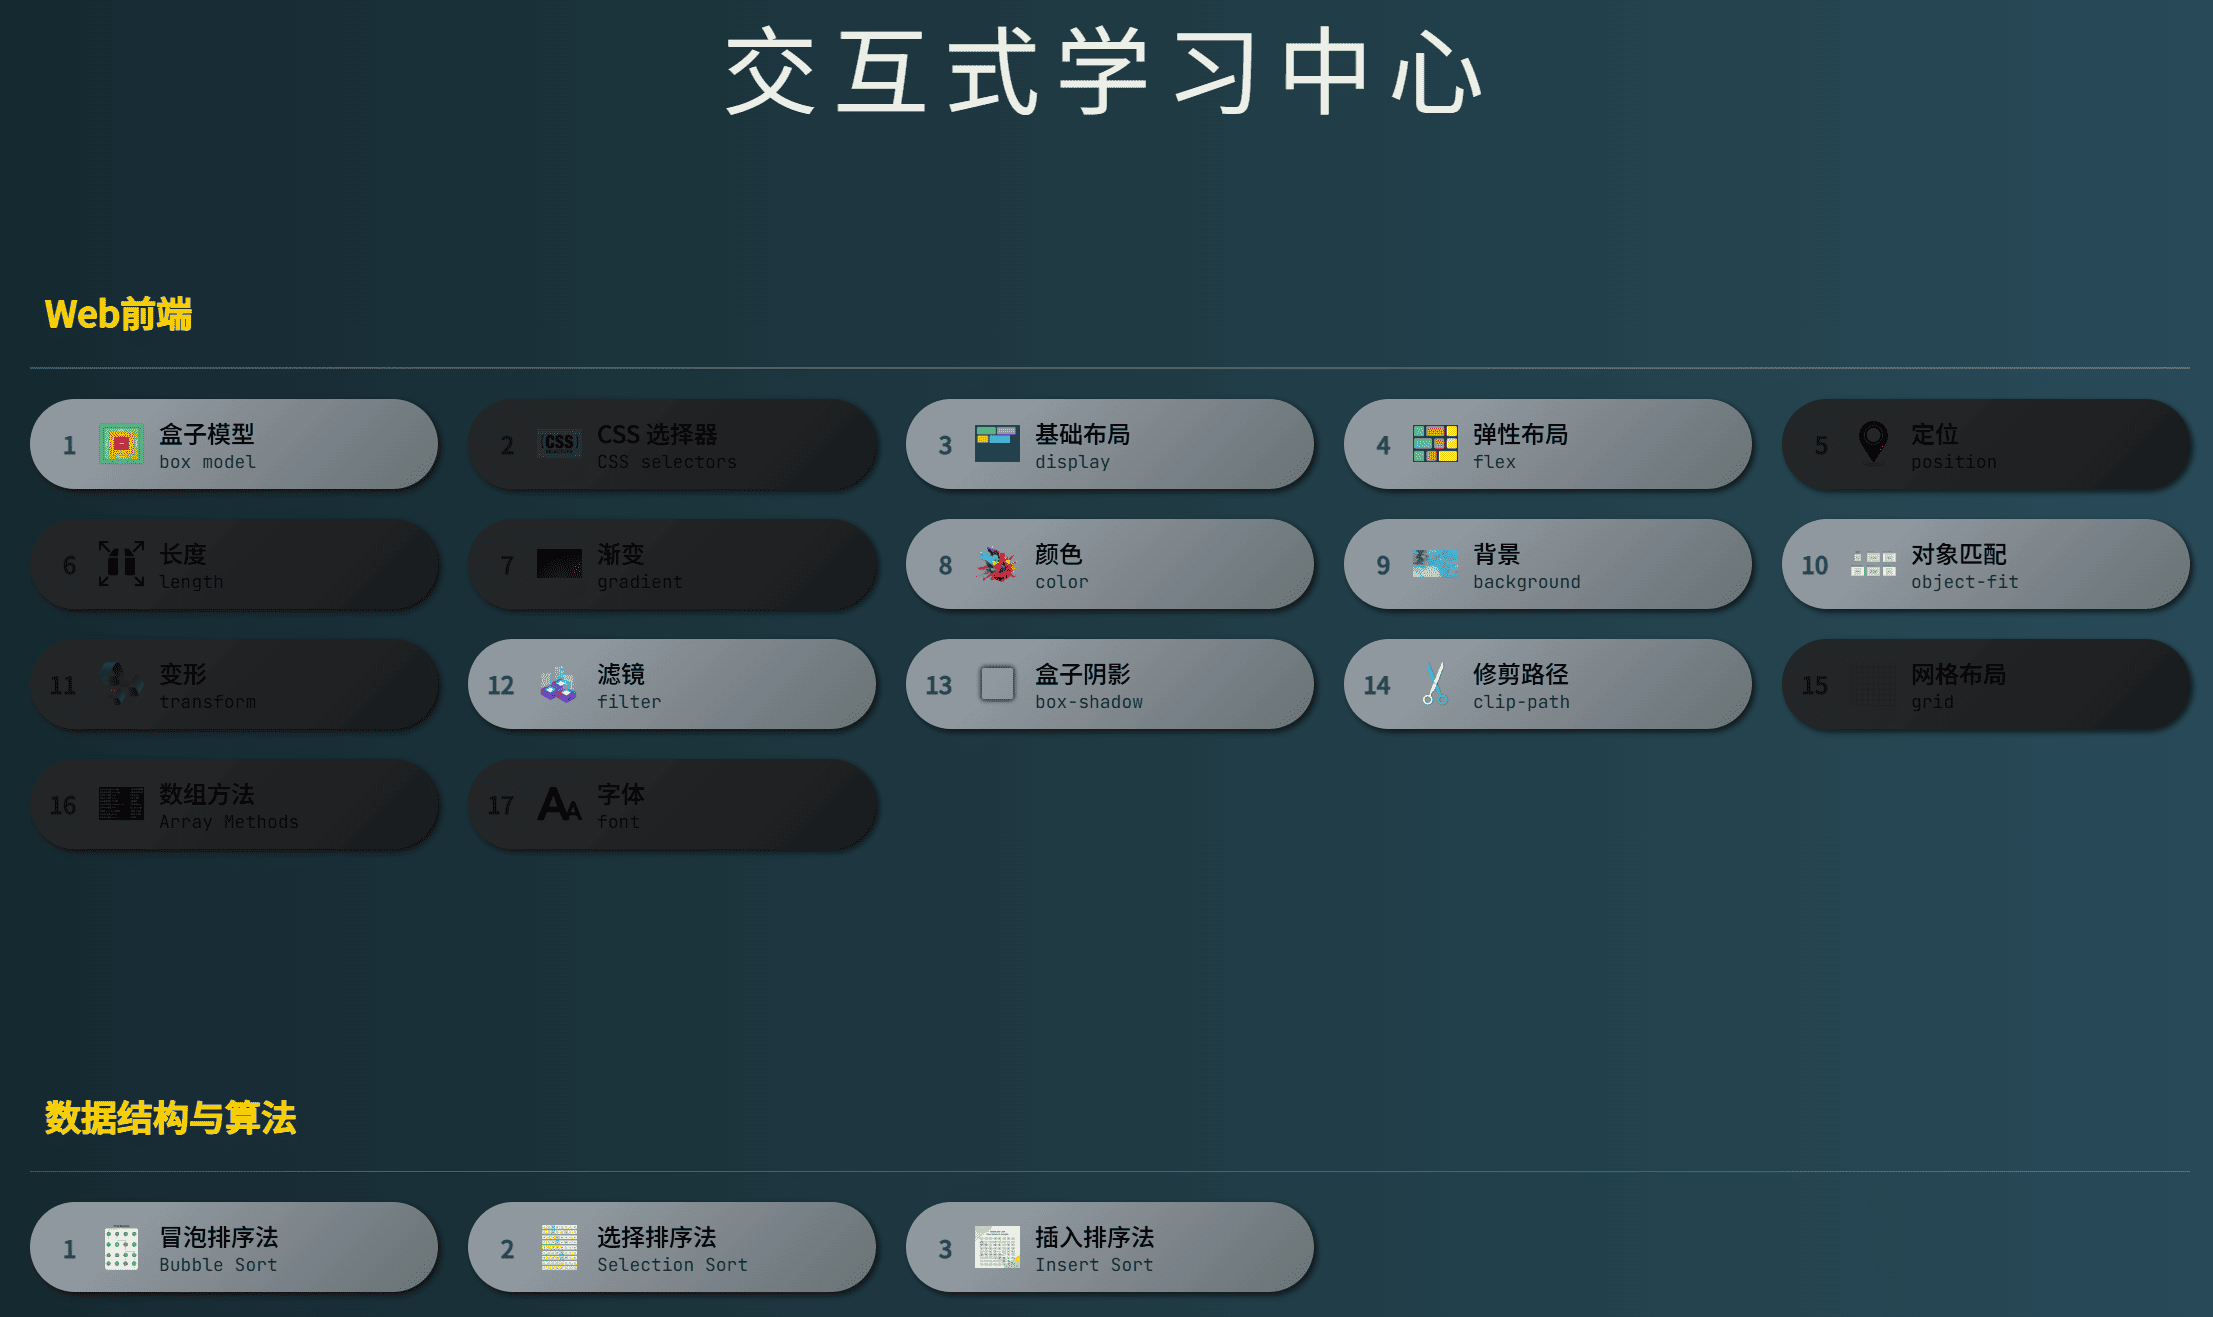 交互式学习中心
Web前端
1 盒子模型
box model
2 CSS CSS 选择器
CSS selectors
3 基础布局
display
4 弹性布局
flex
5 定位
position
6 长度
length
7 渐变
gradient
8 颜色
color
9 背景
background
10 对象匹配
object-fit
11 变形
transform
12 滤镜
filter
13 盒子阴影
box-shadow
14 修剪路径
clip-path
15 网格布局
grid
16 数组方法
Array Methods
17 AA 字体
font
数据结构与算法
1 冒泡排序法
Bubble Sort
2 选择排序法
Selection Sort
3 插入排序法
Insert Sort